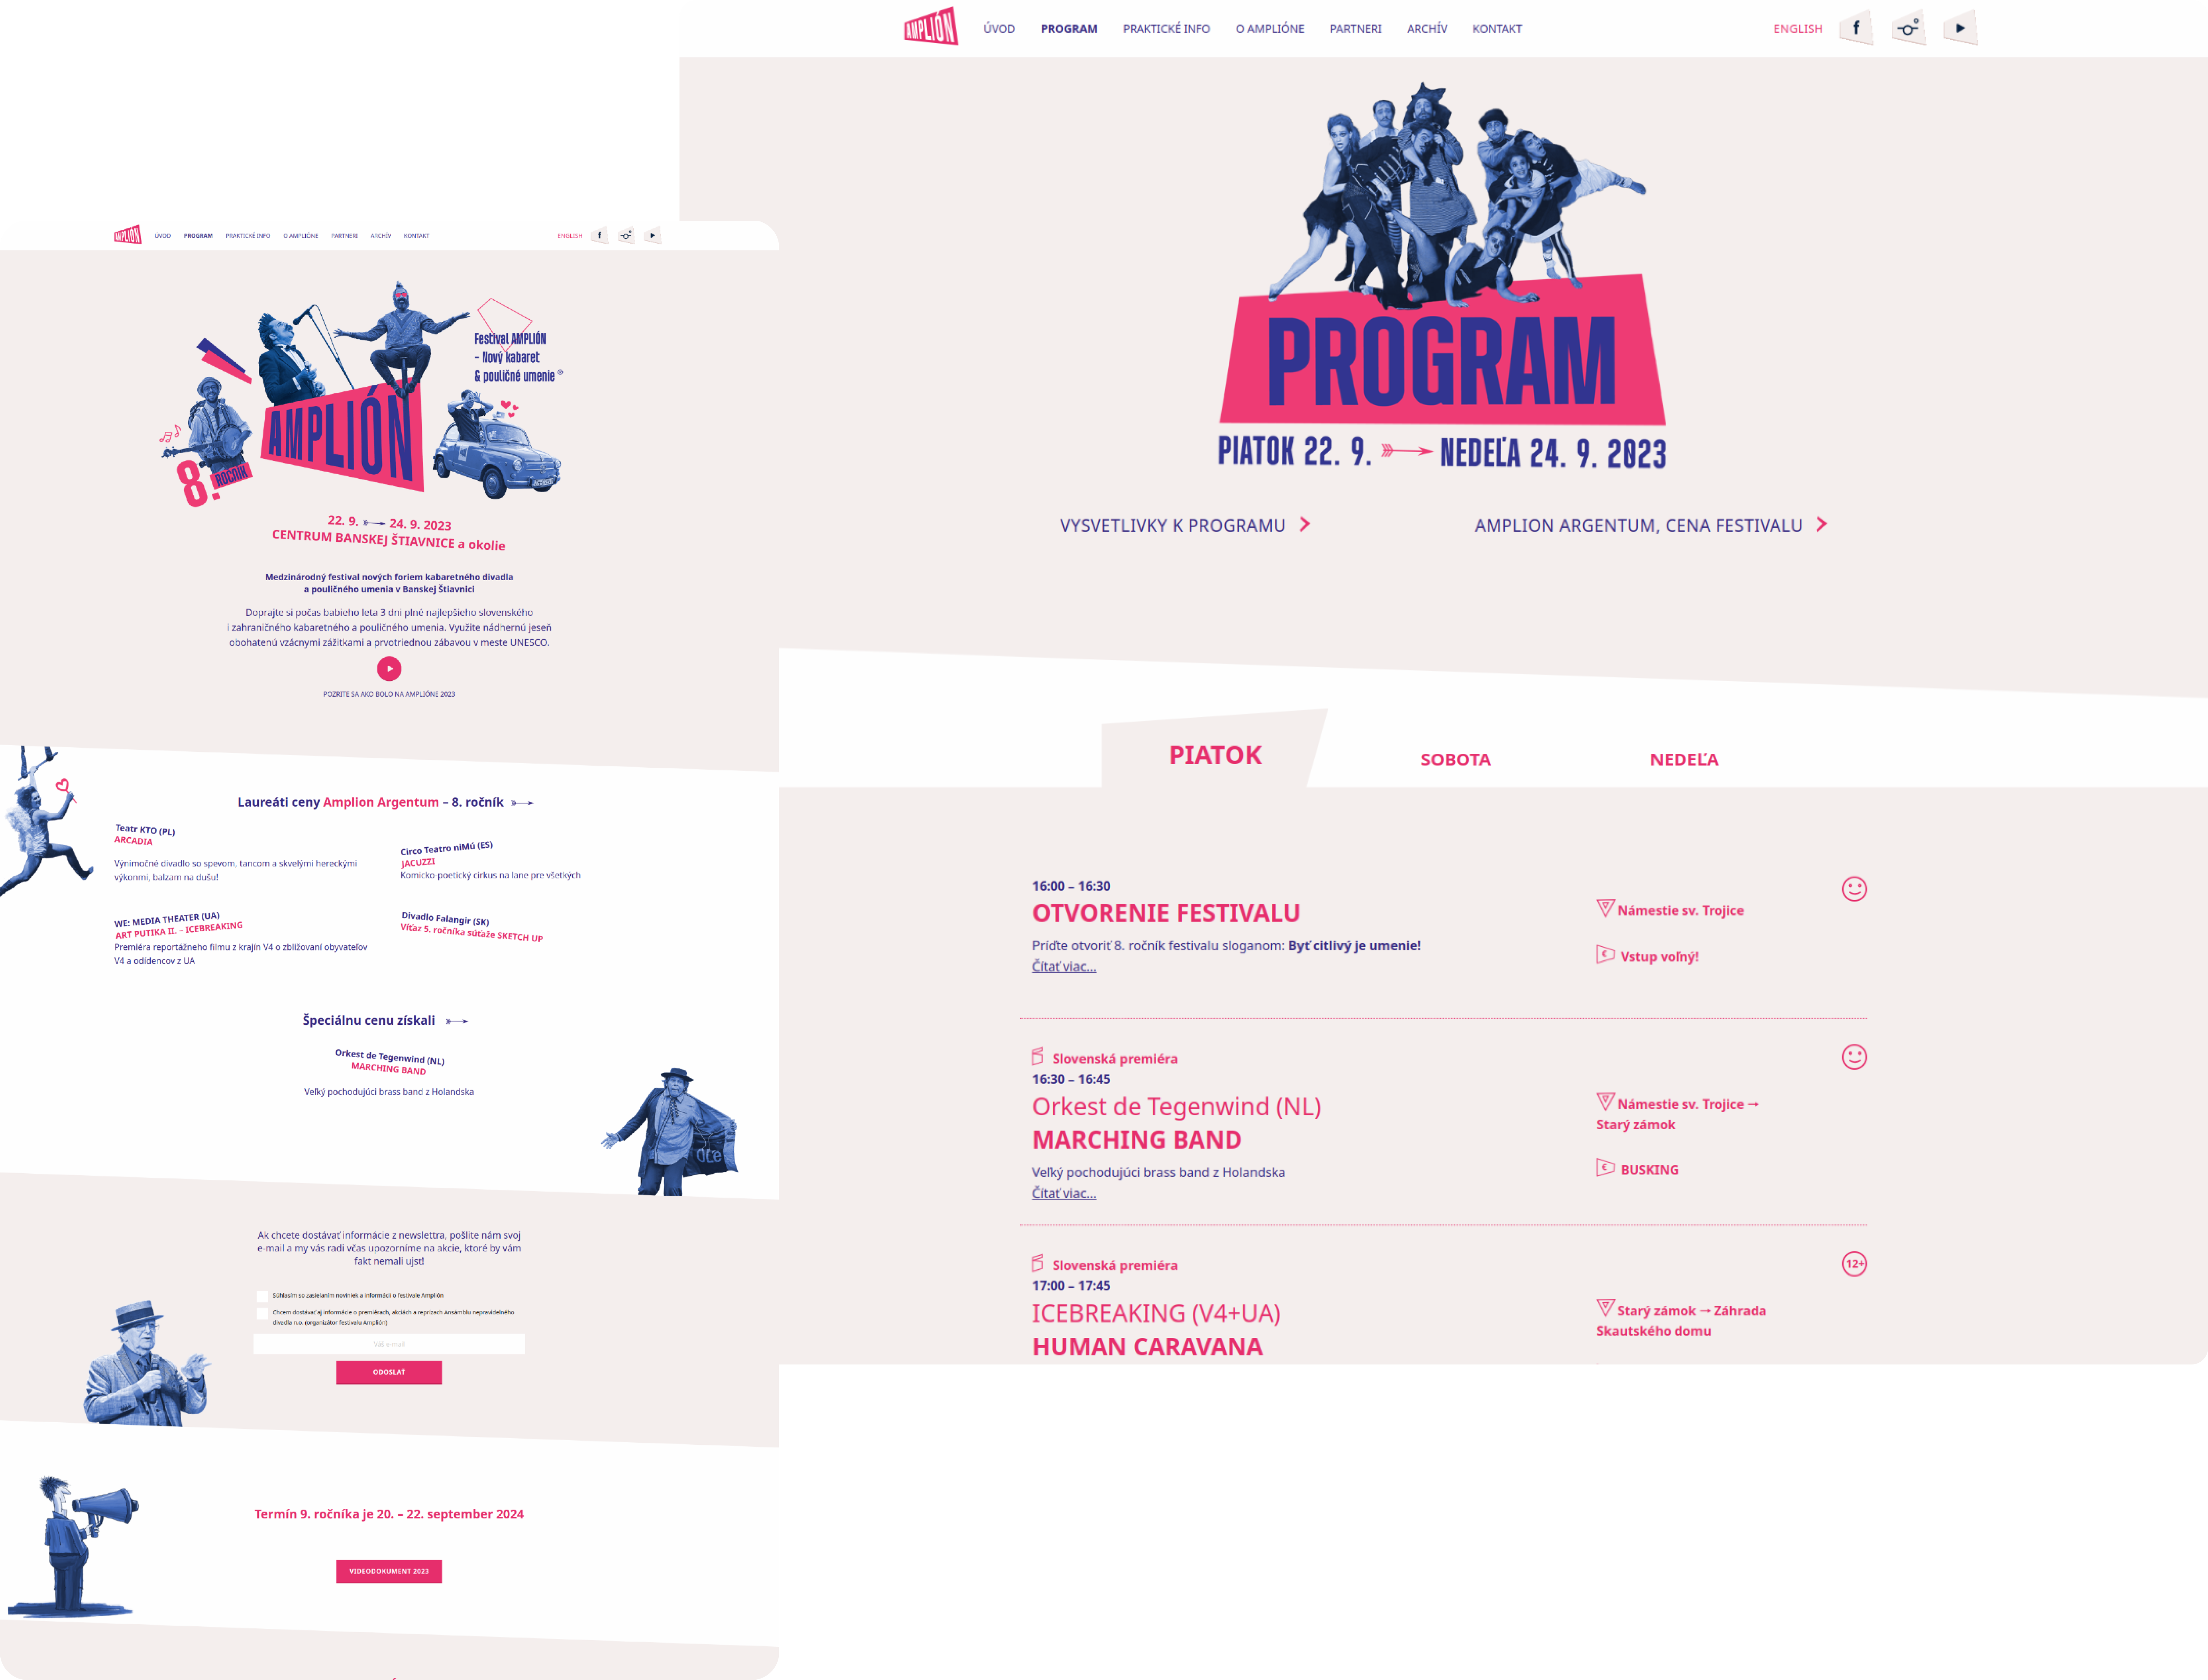 AMPLIÓN
ÚVOD
PROGRAM
PRAKTICKÉ INFO
O AMPLIÓNE
PARTNERI
ARCHÍV
KONTAKT
ENGLISH
f
PROGRAM
PIATOK 22. 9. NEDEĽA 24. 9. 2023
VYSVETLIVKY K PROGRAMU
AMPLION ARGENTUM, CENA FESTIVALU
PIATOK
SOBOTA
NEDEĽA
16:00 – 16:30
OTVORENIE FESTIVALU
Príďte otvoriť 8. ročník festivalu sloganom: Byť citlivý je umenie!
Čítať viac...
Námestie sv. Trojice
€ Vstup voľný!
Slovenská premiéra
16:30 – 16:45
Orkest de Tegenwind (NL)
MARCHING BAND
Veľký pochodujúci brass band z Holandska
Čítať viac...
Námestie sv. Trojice →
Starý zámok
€ BUSKING
Slovenská premiéra
17:00 – 17:45
ICEBREAKING (V4+UA)
HUMAN CARAVANA
12+
Starý zámok → Záhrada
Skautského domu
AMPLIÓN
ÚVOD
PROGRAM
PRAKTICKÉ INFO
O AMPLIÓNE
PARTNERI
ARCHÍV
KONTAKT
ENGLISH
f
Festival AMPLIÓN
– Nový kabaret
& pouličné umenie
AMPLIÓN
8. ROČNÍK
22. 9. 24. 9. 2023
CENTRUM BANSKEJ ŠTIAVNICE a okolie
Medzinárodný festival nových foriem kabaretného divadla
a pouličného umenia v Banskej Štiavnici
Doprajte si počas babieho leta 3 dni plné najlepšieho slovenského
i zahraničného kabaretného a pouličného umenia. Využite nádhernú jeseň
obohatenú vzácnymi zážitkami a prvotriednou zábavou v meste UNESCO.
POZRITE SA AKO BOLO NA AMPLIÓNE 2023
Laureáti ceny Amplion Argentum – 8. ročník
Teatr KTO (PL)
ARCADIA
Výnimočné divadlo so spevom, tancom a skvelými hereckými
výkonmi, balzam na dušu!
Circo Teatro niMú (ES)
JACUZZI
Komicko-poetický cirkus na lane pre všetkých
WE: MEDIA THEATER (UA)
ART PUTIKA II. – ICEBREAKING
Premiéra reportážneho filmu z krajín V4 o zbližovaní obyvateľov
V4 a odídencov z UA
Divadlo Falangir (SK)
Víťaz 5. ročníka súťaže SKETCH UP
Špeciálnu cenu získali
Orkest de Tegenwind (NL)
MARCHING BAND
Veľký pochodujúci brass band z Holandska
Ak chcete dostávať informácie z newslettra, pošlite nám svoj
e-mail a my vás radi včas upozorníme na akcie, ktoré by vám
fakt nemali ujsť!
Súhlasím so zasielaním noviniek a informácií o festivale Amplión
Chcem dostávať aj informácie o premiérach, akciách a reprízach Ansámblu nepravidelného
divadla n.o. (organizátor festivalu Amplión)
Váš e-mail
ODOSLAŤ
Termín 9. ročníka je 20. – 22. september 2024
VIDEODOKUMENT 2023